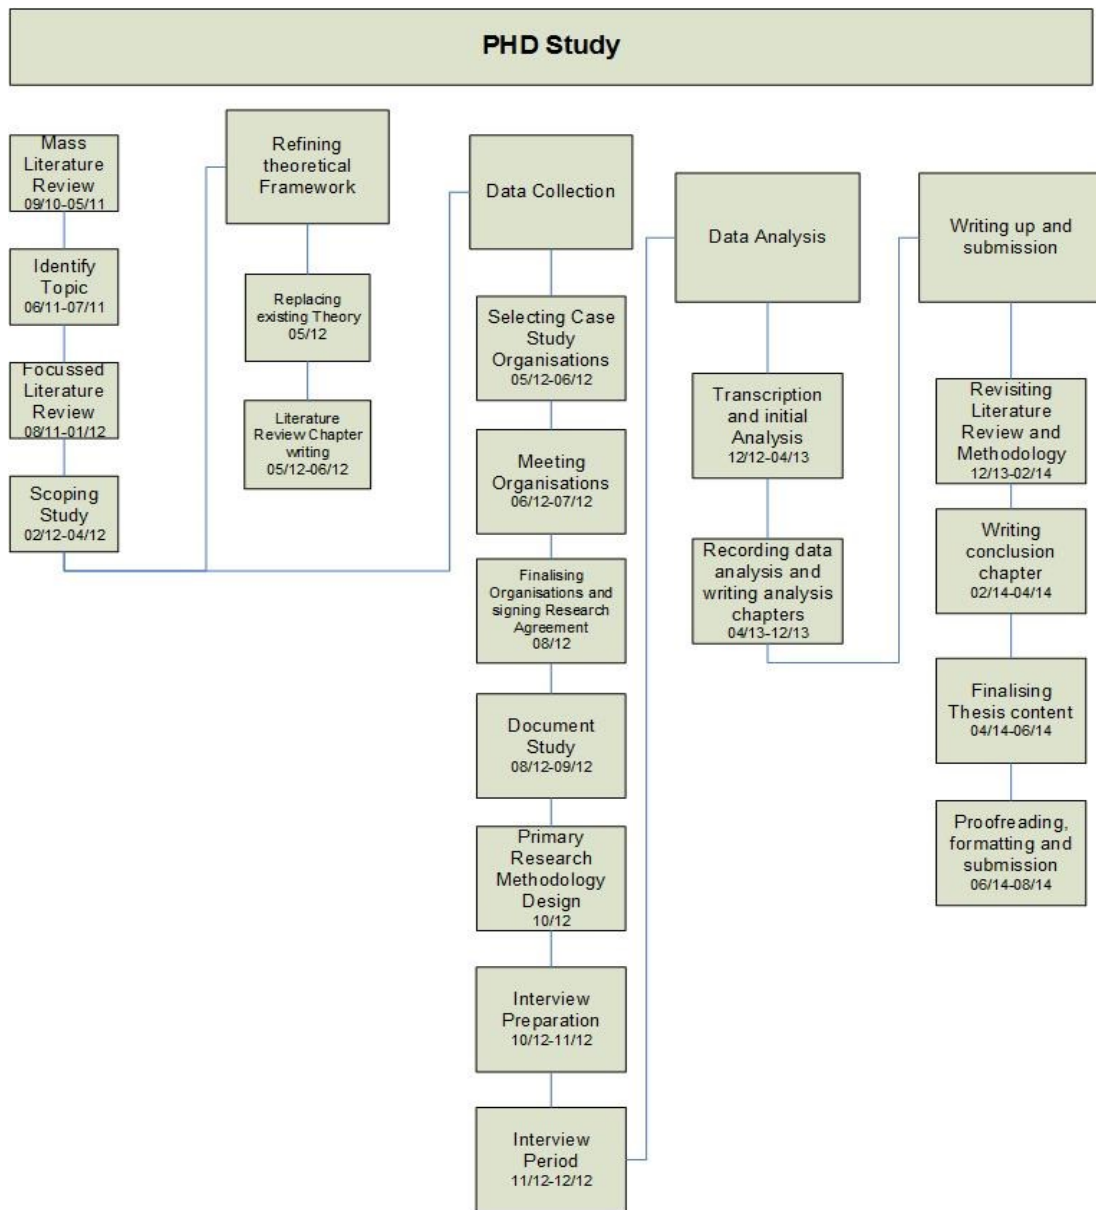 PHD Study
Mass
Literature
Review
09/10-05/11
Identify
Topic
06/11-07/11
Focussed
Literature
Review
08/11-01/12
Scoping
Study
02/12-04/12
Refining
theoretical
Framework
Replacing
existing Theory
05/12
Literature
Review Chapter
writing
05/12-06/12
Data Collection
Selecting Case
Study
Organisations
05/12-06/12
Meeting
Organisations
06/12-07/12
Finalising
Organisations and
signing Research
Agreement
08/12
Document
Study
08/12-09/12
Primary
Research
Methodology
Design
10/12
Interview
Preparation
10/12-11/12
Interview
Period
11/12-12/12
Data Analysis
Transcription
and initial
Analysis
12/12-04/13
Recording data
analysis and
writing analysis
chapters
04/13-12/13
Writing up and
submission
Revisiting
Literature
Review and
Methodology
12/13-02/14
Writing
conclusion
chapter
02/14-04/14
Finalising
Thesis content
04/14-06/14
Proofreading,
formatting and
submission
06/14-08/14